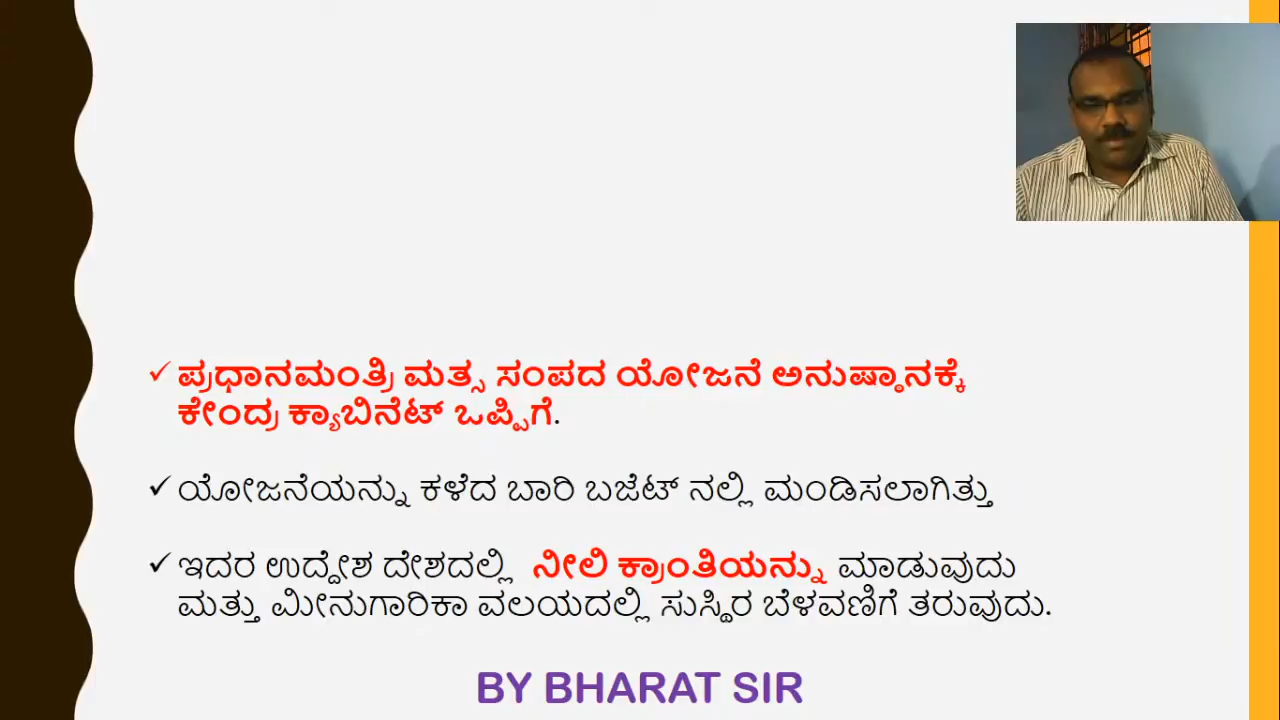 ✓ ಪ್ರಧಾನಮಂತ್ರಿ ಮತ್ಸ ಸಂಪದ ಯೋಜನೆ ಅನುಷ್ಠಾನಕ್ಕೆ
ಕೇಂದ್ರ ಕ್ಯಾಬಿನೆಟ್ ಒಪ್ಪಿಗೆ.
✓ ಯೋಜನೆಯನ್ನು ಕಳೆದ ಬಾರಿ ಬಜೆಟ್ ನಲ್ಲಿ ಮಂಡಿಸಲಾಗಿತ್ತು
✓ ಇದರ ಉದ್ದೇಶ ದೇಶದಲ್ಲಿ ನೀಲಿ ಕ್ರಾಂತಿಯನ್ನು ಮಾಡುವುದು
ಮತ್ತು ಮೀನುಗಾರಿಕಾ ವಲಯದಲ್ಲಿ ಸುಸ್ಥಿರ ಬೆಳವಣಿಗೆ ತರುವುದು.
BY BHARAT SIR